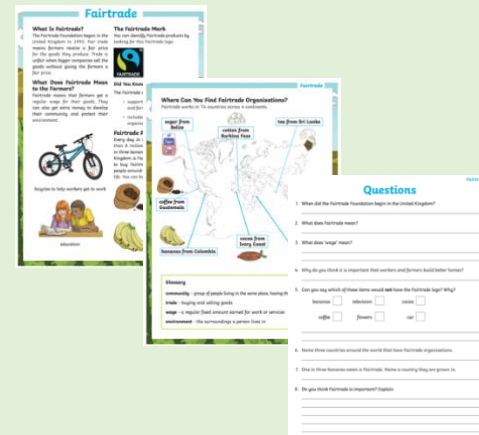 Fairtrade
What Is Fairtrade?
The Fairtrade Foundation began in the
United Kingdom in 1992. Fair trade
means farmers receive a fair price
for the goods they produce. Trade is
unfair when bigger companies sell the
goods without giving the farmers a
fair price.
What Does Fairtrade Mean
to the Farmers?
Fairtrade means that farmers get a
regular wage for their goods. They
can also get extra money to develop
their community and protect their
environment.
Bicycles to help workers get to work
education
The Fairtrade Mark
You can identify Fairtrade products by
looking for this Fairtrade logo.
FAIRTRADE
Did You Know
The Fairtrade
Fairtrade
Fairtrade
Where Can You Find Fairtrade Organisations?
Fairtrade works in 74 countries across 4 continents.
sugar from
Belize
cotton from
Burkina Faso
tea from Sri Lanka
coffee from
Guatemala
bananas from Colombia
cocoa from
Ivory Coast
Glossary
community - group of people living in the same place, having
trade - buying and selling goods
wage - a regular fixed amount earned for work or services
environment - the surroundings a person lives in
Questions
1. When did the Fairtrade Foundation begin in the United Kingdom?
2. What does Fairtrade mean?
3. What does 'wage' mean?
4. Why do you think it is important that workers and farmers build better homes?
5. Can you say which of these items would not have the Fairtrade logo? Why?
bananas television cocoa
coffee flowers car
6. Name three countries around the world that have Fairtrade organisations.
7. One in three bananas eaten is Fairtrade. Name a country they are grown in.
8. Do you think Fairtrade is important? Explain.